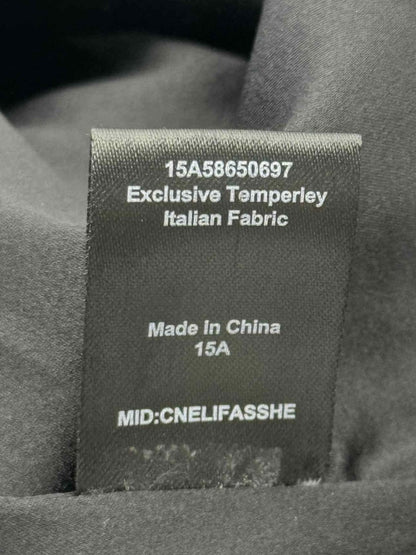 15A58650697
Exclusive Temperley
Italian Fabric
Made In China
15A
MID:CNELIFASSHE